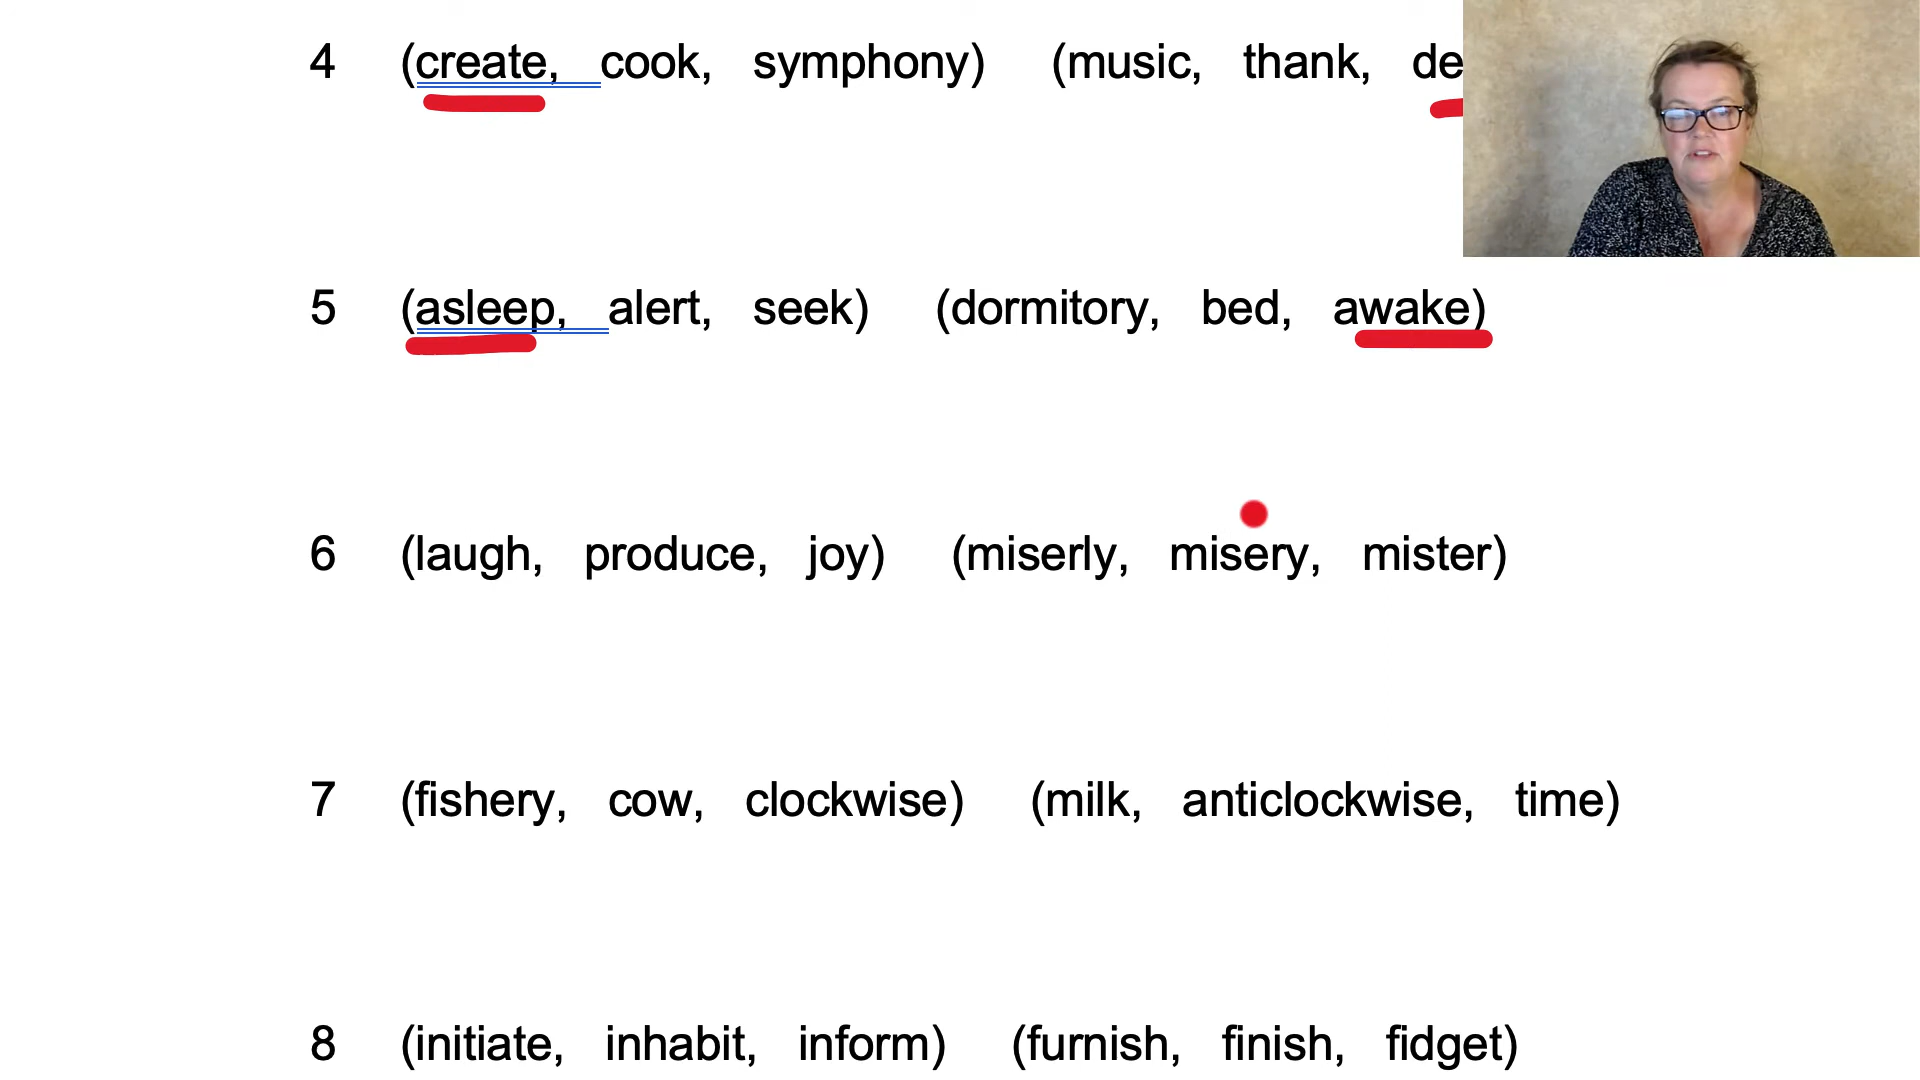 4 (create, cook, symphony) (music, thank,
5 (asleep, alert, seek) (dormitory, bed, awake)
6 (laugh, produce, joy) (miserly, misery, mister)
7 (fishery, cow, clockwise) (milk, anticlockwise, time)
8 (initiate, inhabit, inform) (furnish, finish, fidget)